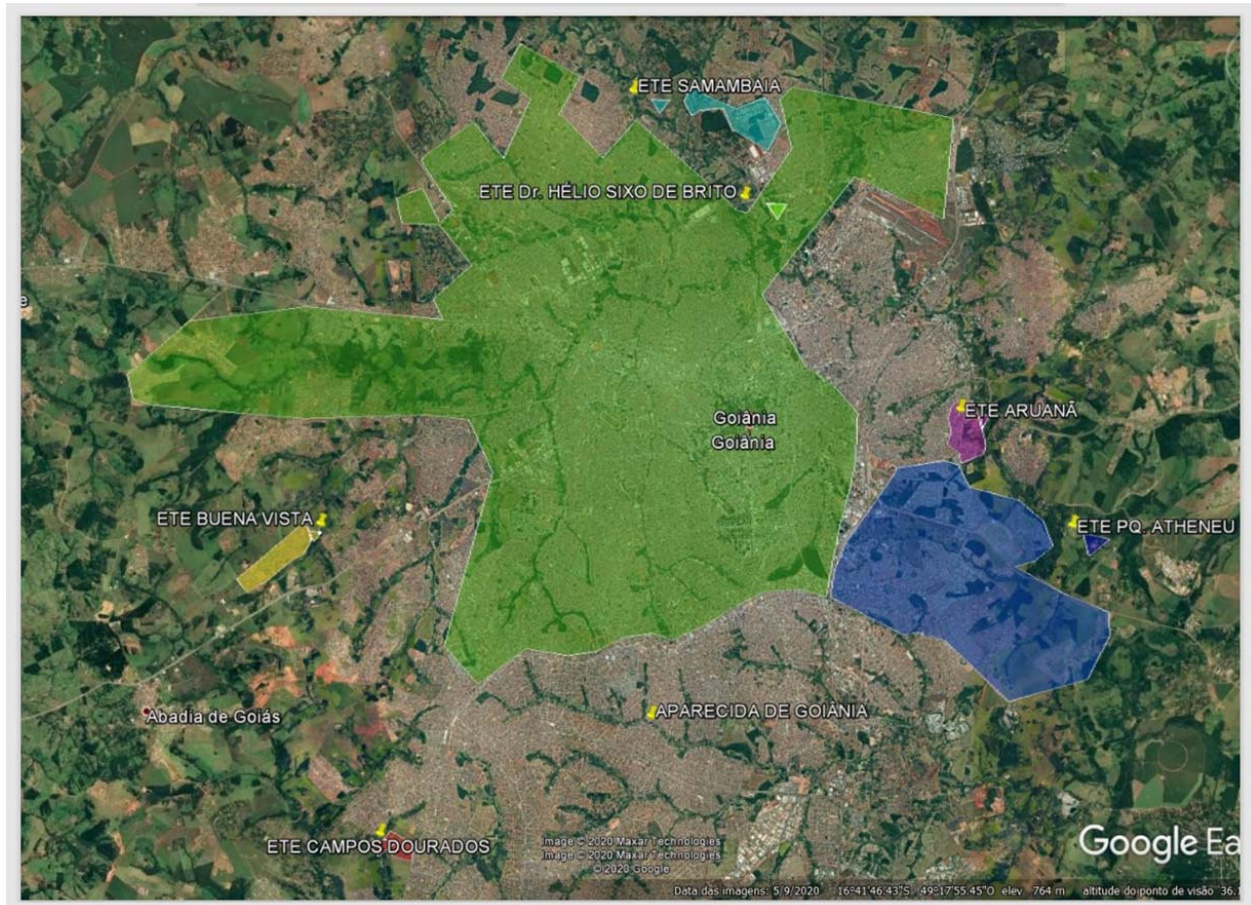 ETE SAMAMBAIA
ETE Dr. HÉLIO SIXO DE BRITO
e
Goiânia
Goiânia
ETE ARUANÃ
ETE BUENA VISTA
ETE PQ. ATHENEU
Abadia de Goiás
APARECIDA DE GOIÂNIA
ETE CAMPOS DOURADOS
Image © 2020 Maxar Technologies
Image © 2020 Maxar Technologies
© 2020 Google
Google Ea
Data das imagens: 5/9/2020 16°41'46.43"S 49°17'55.45"O elev 764 m altitude do ponto de visão 36.1